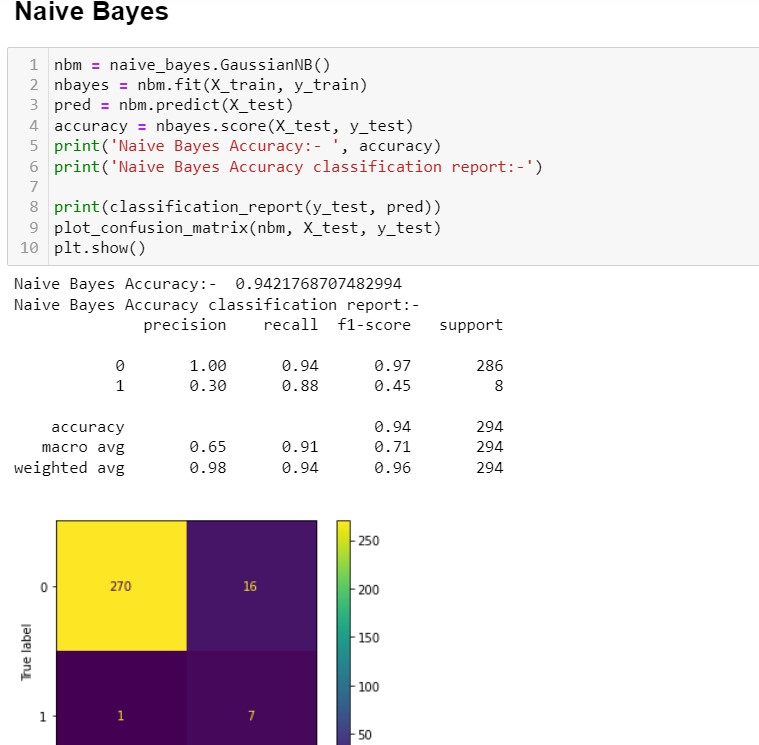 Naive Bayes
1 nbm = naive_bayes.GaussianNB()
2 nbayes = nbm.fit(X_train, y_train)
3 pred = nbm.predict(X_test)
4 accuracy = nbayes.score(X_test, y_test)
5 print('Naive Bayes Accuracy:- ', accuracy)
6 print('Naive Bayes Accuracy classification report:-')
7
8 print(classification_report(y_test, pred))
9 plot_confusion_matrix(nbm, X_test, y_test)
10 plt.show()
Naive Bayes Accuracy:-  0.9421768707482994
Naive Bayes Accuracy classification report:-
precision recall f1-score support
0 1.00 0.94 0.97 286
1 0.30 0.88 0.45 8
accuracy 0.94 294
macro avg 0.65 0.91 0.71 294
weighted avg 0.98 0.94 0.96 294
250
0 270 16
200
150
True label
100
1 1 7
50